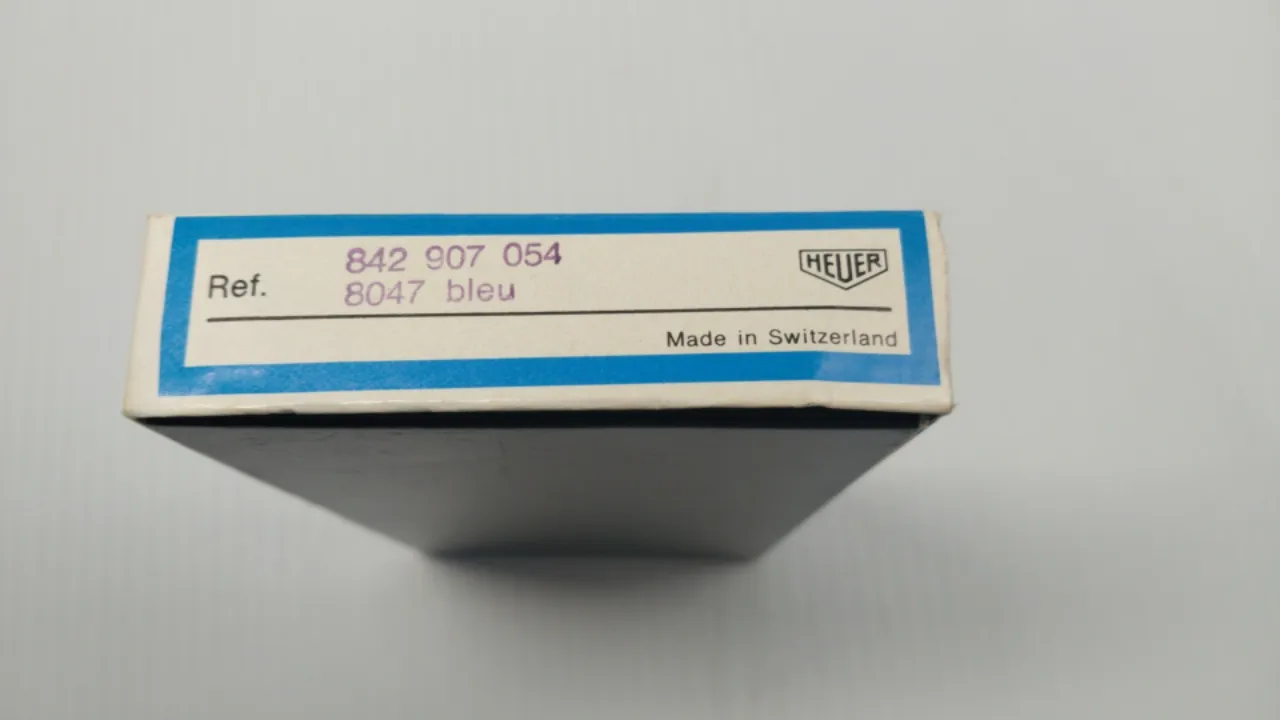 842 907 054
Ref. 8047 bleu
HEUER
Made in Switzerland